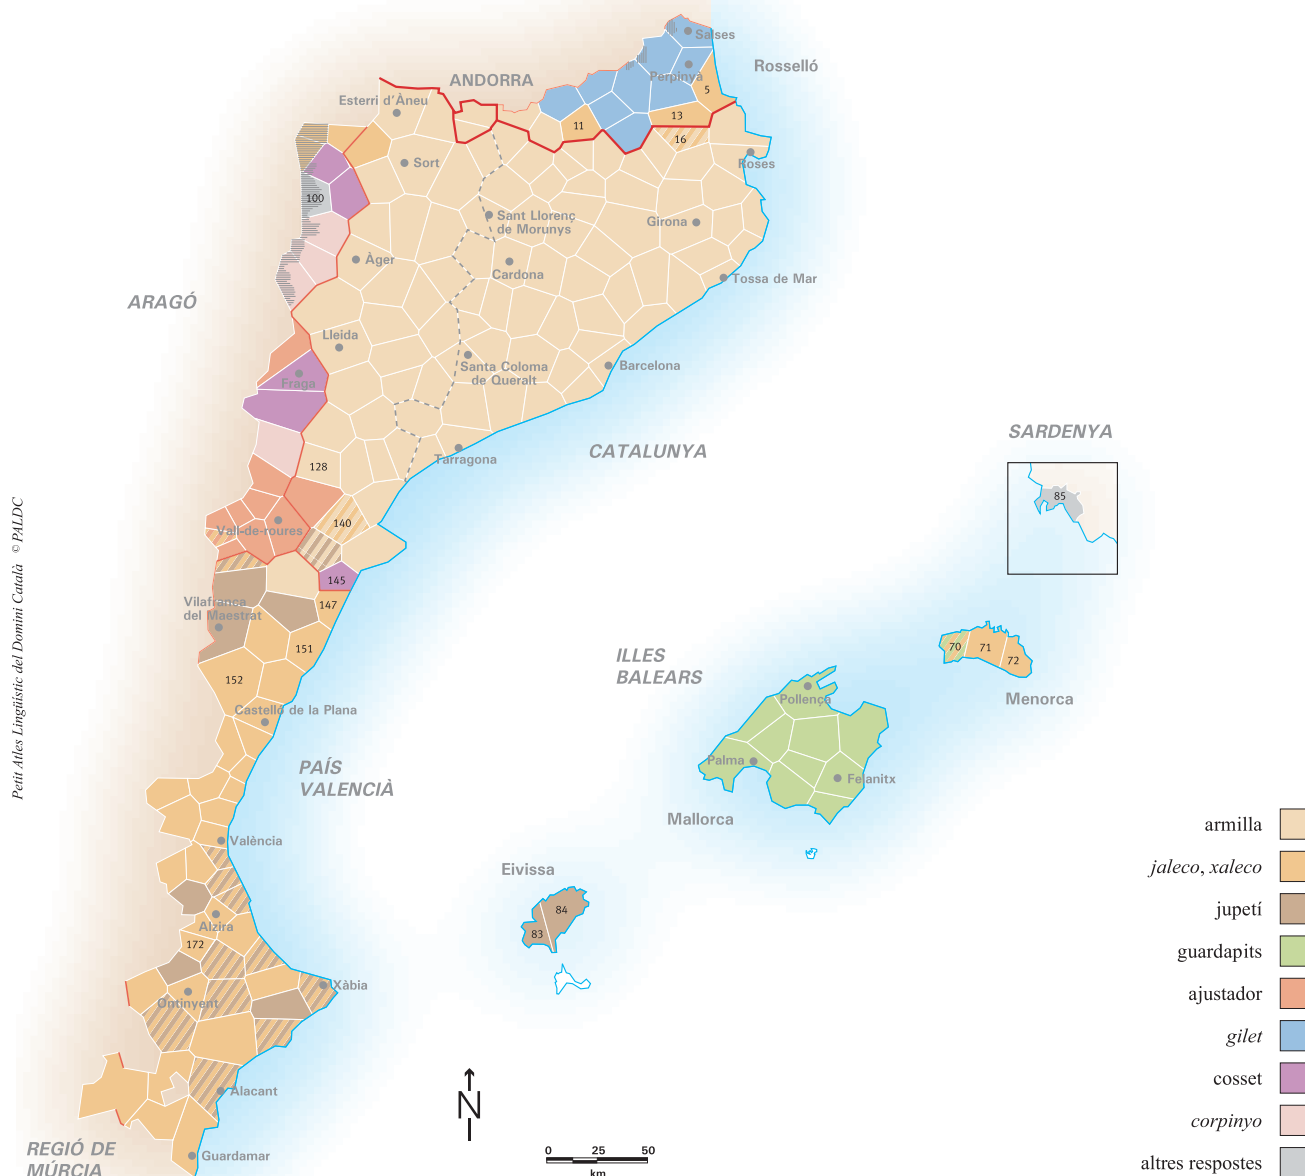 Salses
Rosselló
ANDORRA
Perpinyà
5
Esterri d'Àneu
11
13
16
Roses
Sort
100
Sant Llorenç
de Morunys
Girona
Àger
Cardona
Tossa de Mar
ARAGÓ
Lleida
Santa Coloma
de Queralt
Barcelona
Fraga
SARDENYA
CATALUNYA
Tarragona
128
85
140
Vall-de-roures
145
147
Vilafranca
del Maestrat
151
152
ILLES
BALEARS
70
71
72
Menorca
Pollença
Castelló de la Plana
PAÍS
VALENCIÀ
Palma
Felanitx
Mallorca
València
Eivissa
84
83
Alzira
172
Xàbia
Ontinyent
Alacant
Guardamar
REGIÓ DE
MÚRCIA
N
0 25 50
km
armilla
jaleco, xaleco
jupetí
guardapits
ajustador
gilet
cosset
corpinyo
altres respostes
Petit Atles Lingüístic del Domini Català © PALDC